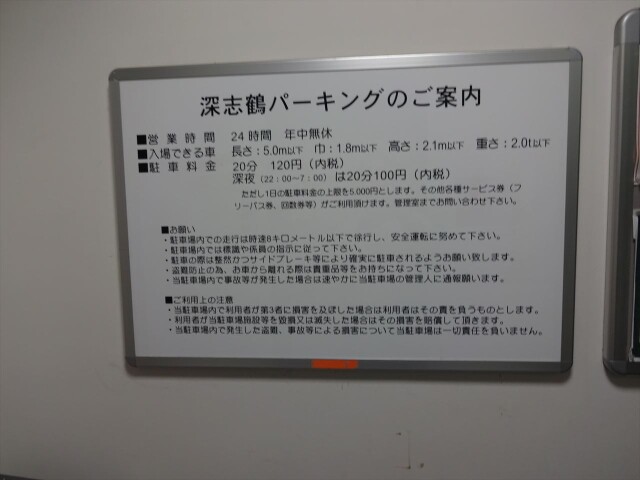 深志鶴パーキングのご案内
■営業時間　24時間　年中無休
■入場できる車　長さ：5.0m以下　巾：1.8m以下　高さ：2.1m以下　重さ：2.0t以下
■駐車料金　20分　120円（内税）
深夜（22：00～7：00）は20分100円（内税）
ただし1日の駐車料金の上限を5,000円とします。その他各種サービス券（フ
リーパス券、回数券等）がご利用頂けます。管理室までお問い合わせ下さい。
■お願い
・駐車場内での走行は時速8キロメートル以下で徐行し、安全運転に努めて下さい。
・駐車場内では標識や係員の指示に従って下さい。
・駐車の際は整然かつサイドブレーキ等により確実に駐車されるようお願い致します。
・盗難防止の為、お車から離れる際は貴重品等をお持ちになって下さい。
・当駐車場内で事故等が発生した場合は速やかに当駐車場の管理人に通報願います。
■ご利用上の注意
・当駐車場内で利用者が第3者に損害を及ぼした場合は利用者はその責を負うものとします。
・利用者が当駐車場施設等を毀損又は滅失した場合はその損害を賠償して頂きます。
・当駐車場内で発生した盗難、事故等による損害について当駐車場は一切責任を負いません。